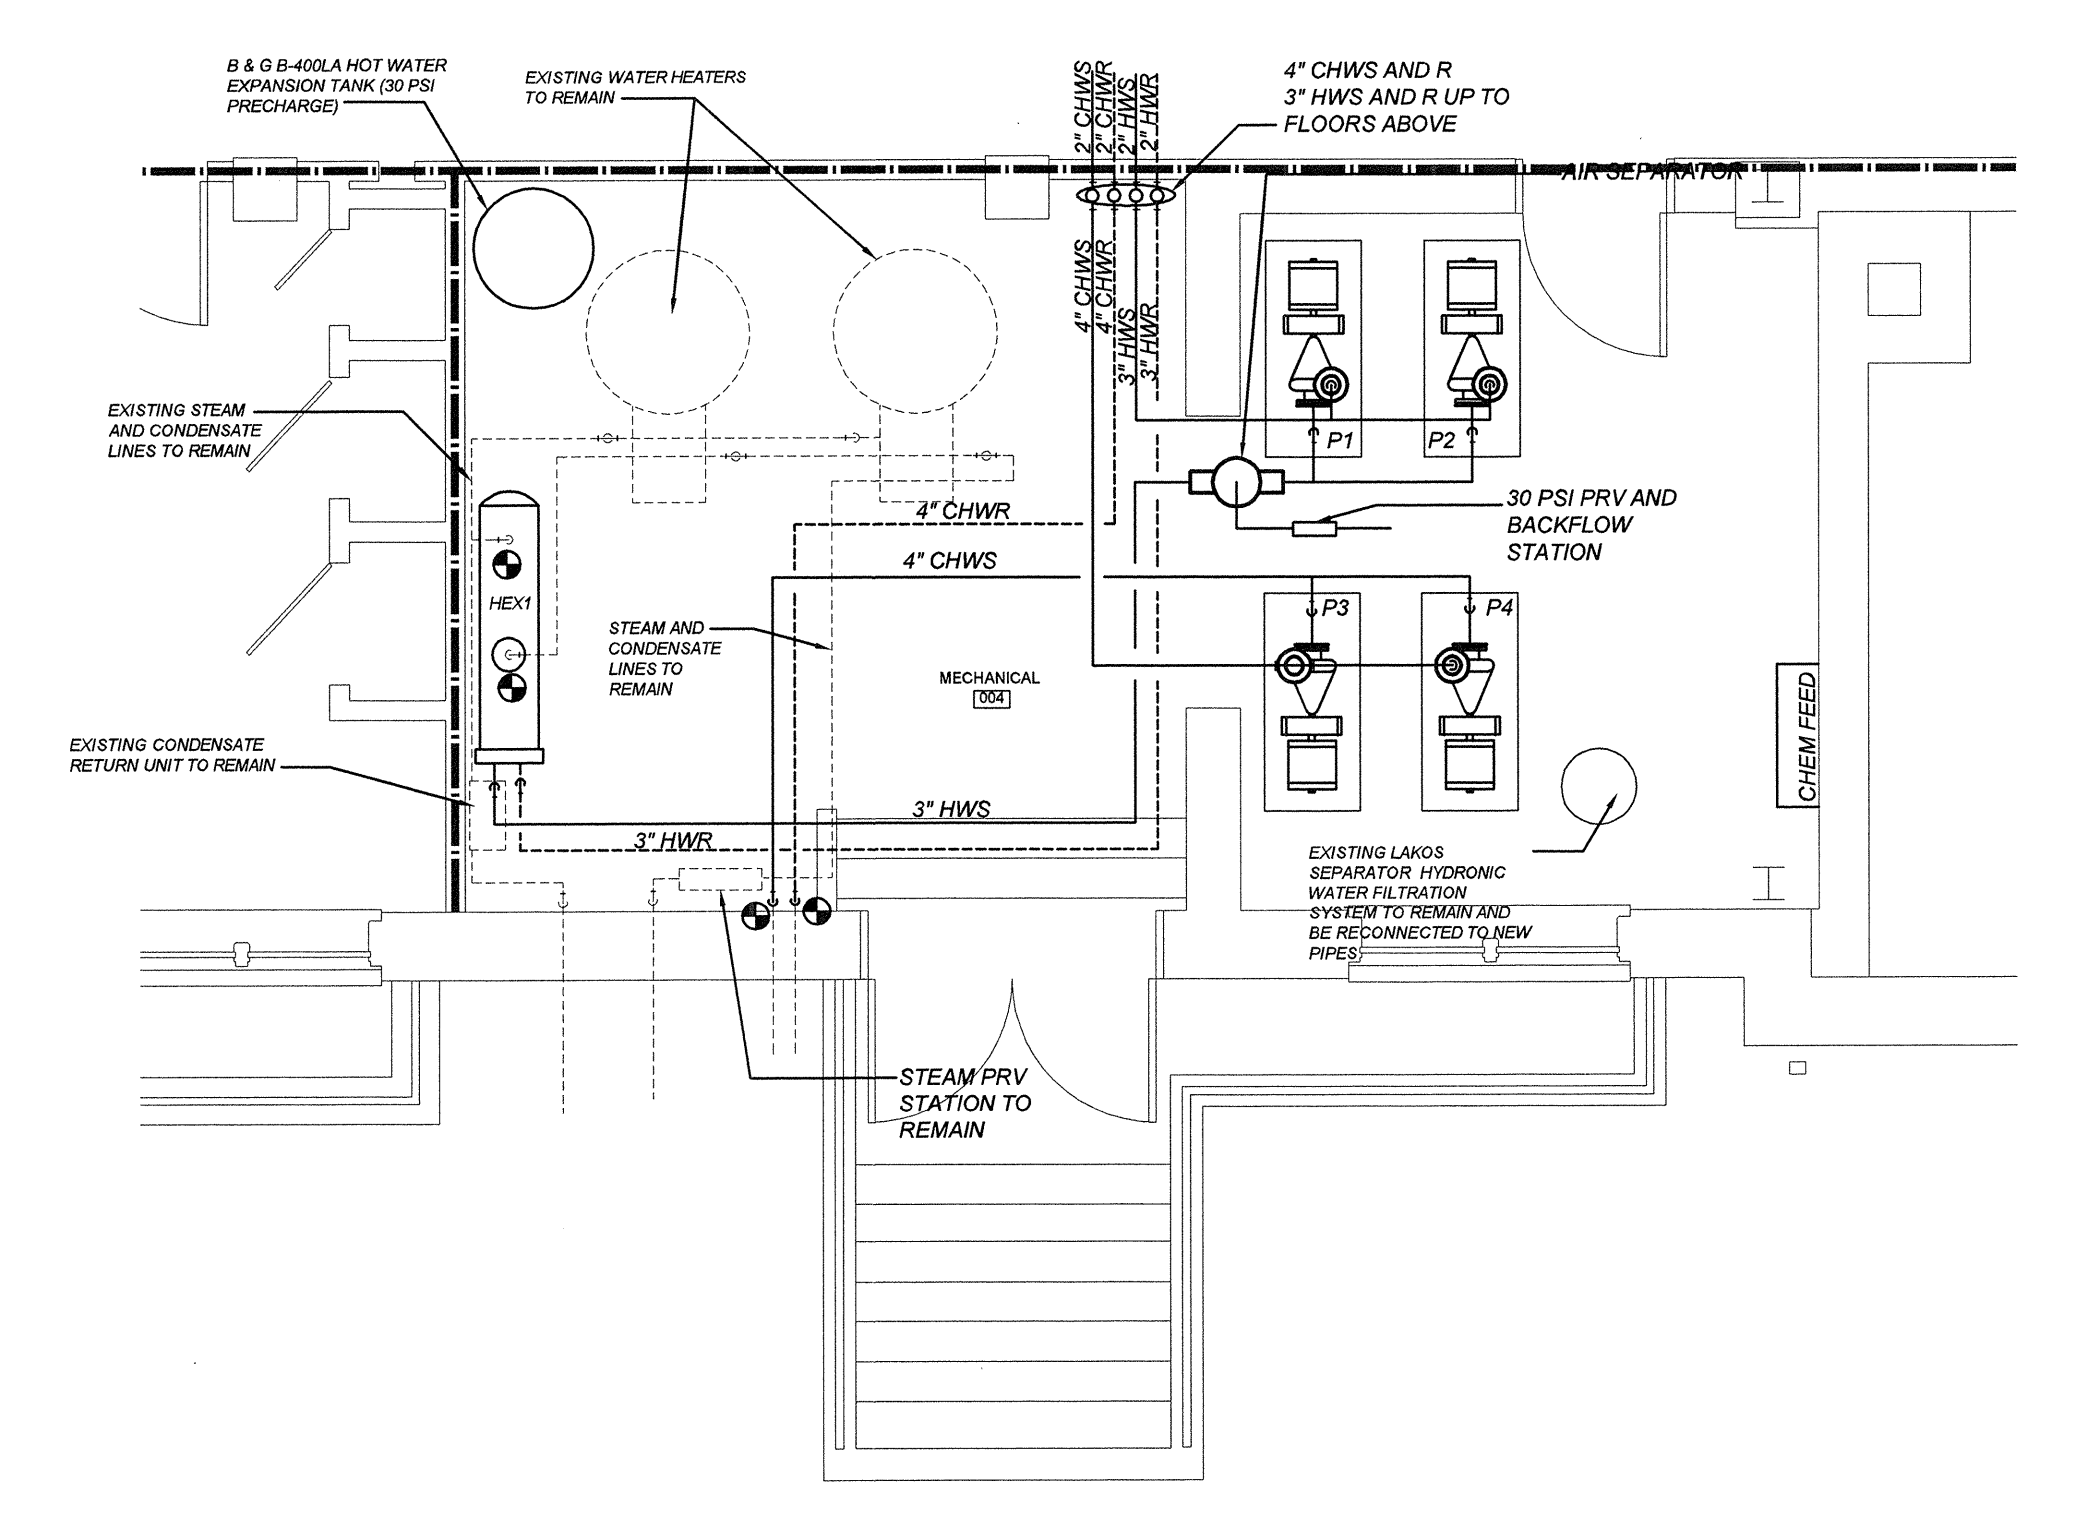 B & G B-400LA HOT WATER
EXPANSION TANK (30 PSI
PRECHARGE)
EXISTING WATER HEATERS
TO REMAIN
2" CHWS
2" CHWR
2" HWS
2" HWR
4" CHWS AND R
3" HWS AND R UP TO
FLOORS ABOVE
AIR SEPARATOR
4" CHWS
4" CHWR
3" HWS
3" HWR
EXISTING STEAM
AND CONDENSATE
LINES TO REMAIN
P1
P2
4" CHWR
30 PSI PRV AND
BACKFLOW
STATION
4" CHWS
HEX1
P3
P4
STEAM AND
CONDENSATE
LINES TO
REMAIN
MECHANICAL
004
CHEM FEED
EXISTING CONDENSATE
RETURN UNIT TO REMAIN
3" HWS
3" HWR
EXISTING LAKOS
SEPARATOR HYDRONIC
WATER FILTRATION
SYSTEM TO REMAIN AND
BE RECONNECTED TO NEW
PIPES
STEAM PRV
STATION TO
REMAIN